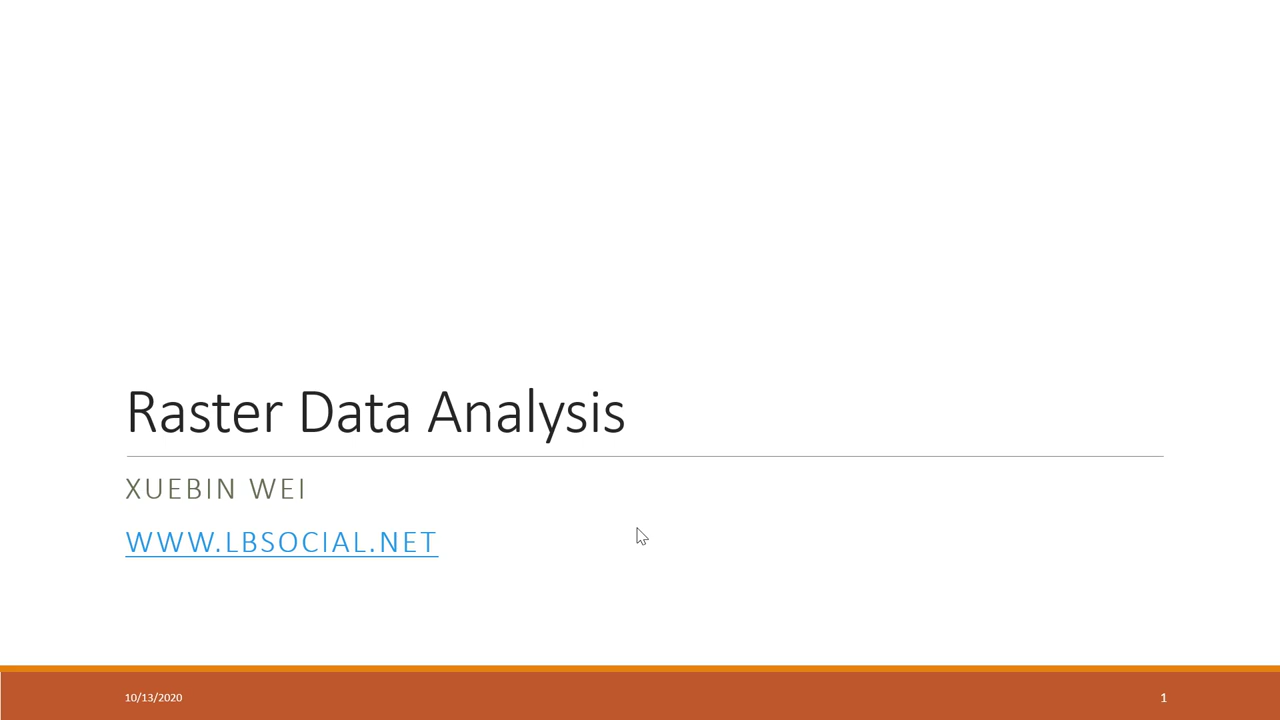 Raster Data Analysis
XUEBIN WEI
WWW.LBSOCIAL.NET
10/13/2020
1